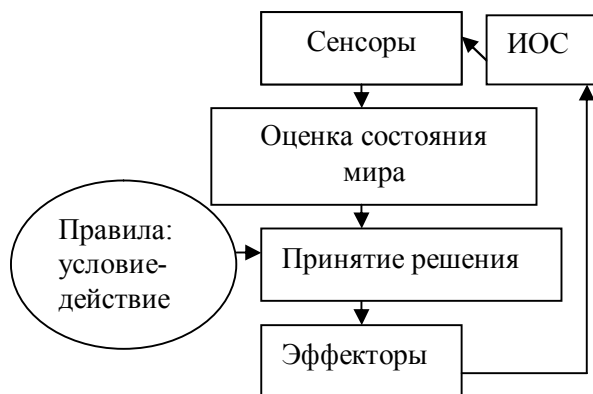 Сенсоры
ИОС
Оценка состояния
мира
Правила:
условие-
действие
Принятие решения
Эффекторы